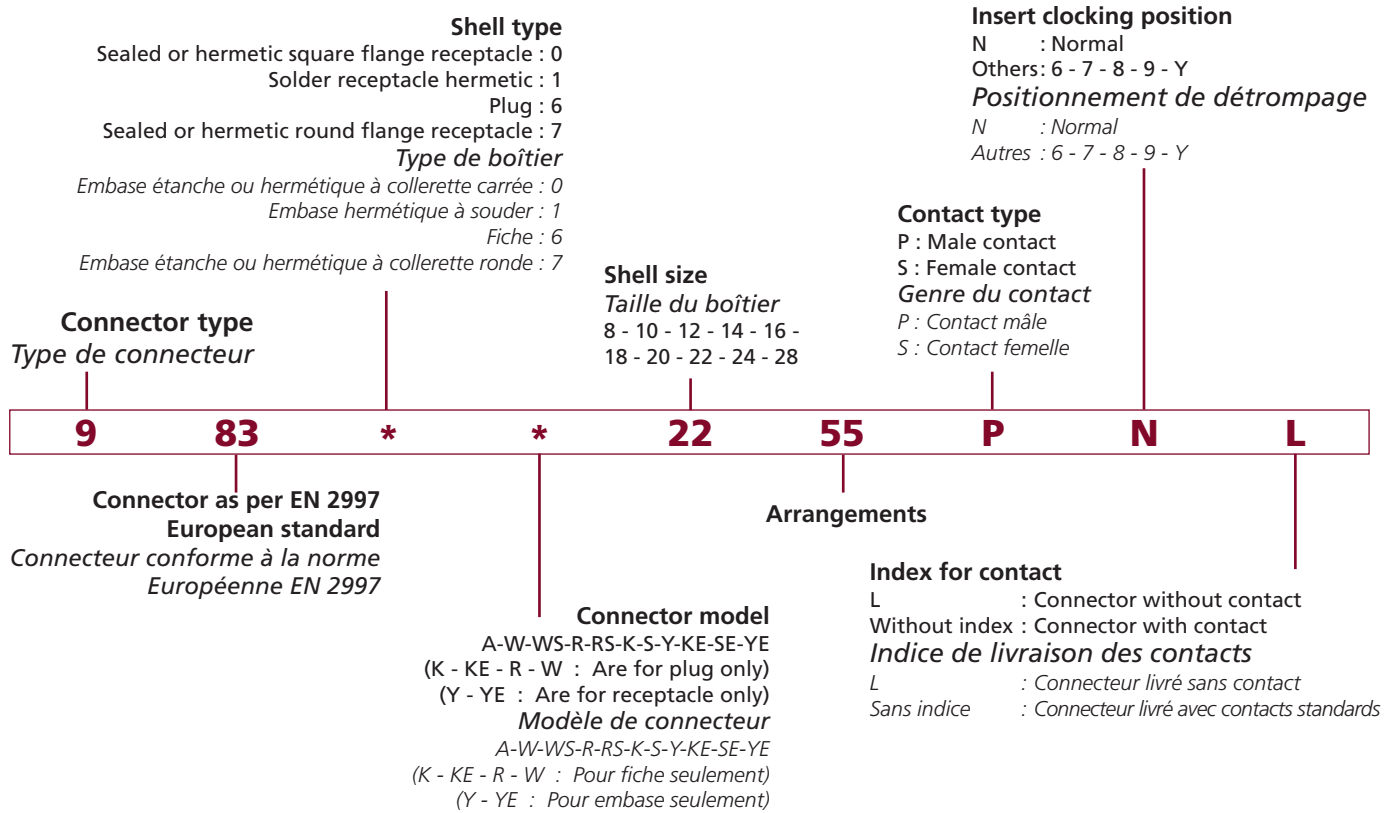 Shell type
Sealed or hermetic square flange receptacle : 0
Solder receptacle hermetic : 1
Plug : 6
Sealed or hermetic round flange receptacle : 7
Type de boîtier
Embase étanche ou hermétique à collerette carrée : 0
Embase hermétique à souder : 1
Fiche : 6
Embase étanche ou hermétique à collerette ronde : 7
Insert clocking position
N : Normal
Others: 6 - 7 - 8 - 9 - Y
Positionnement de détrompage
N : Normal
Autres : 6 - 7 - 8 - 9 - Y
Contact type
P : Male contact
S : Female contact
Genre du contact
P : Contact mâle
S : Contact femelle
Shell size
Taille du boîtier
8 - 10 - 12 - 14 - 16 -
18 - 20 - 22 - 24 - 28
Connector type
Type de connecteur
9 83 * * 22 55 P N L
Connector as per EN 2997
European standard
Connecteur conforme à la norme
Européenne EN 2997
Arrangements
Connector model
A-W-WS-R-RS-K-S-Y-KE-SE-YE
(K - KE - R - W : Are for plug only)
(Y - YE : Are for receptacle only)
Modèle de connecteur
A-W-WS-R-RS-K-S-Y-KE-SE-YE
(K - KE - R - W : Pour fiche seulement)
(Y - YE : Pour embase seulement)
Index for contact
L : Connector without contact
Without index : Connector with contact
Indice de livraison des contacts
L : Connecteur livré sans contact
Sans indice : Connecteur livré avec contacts standards